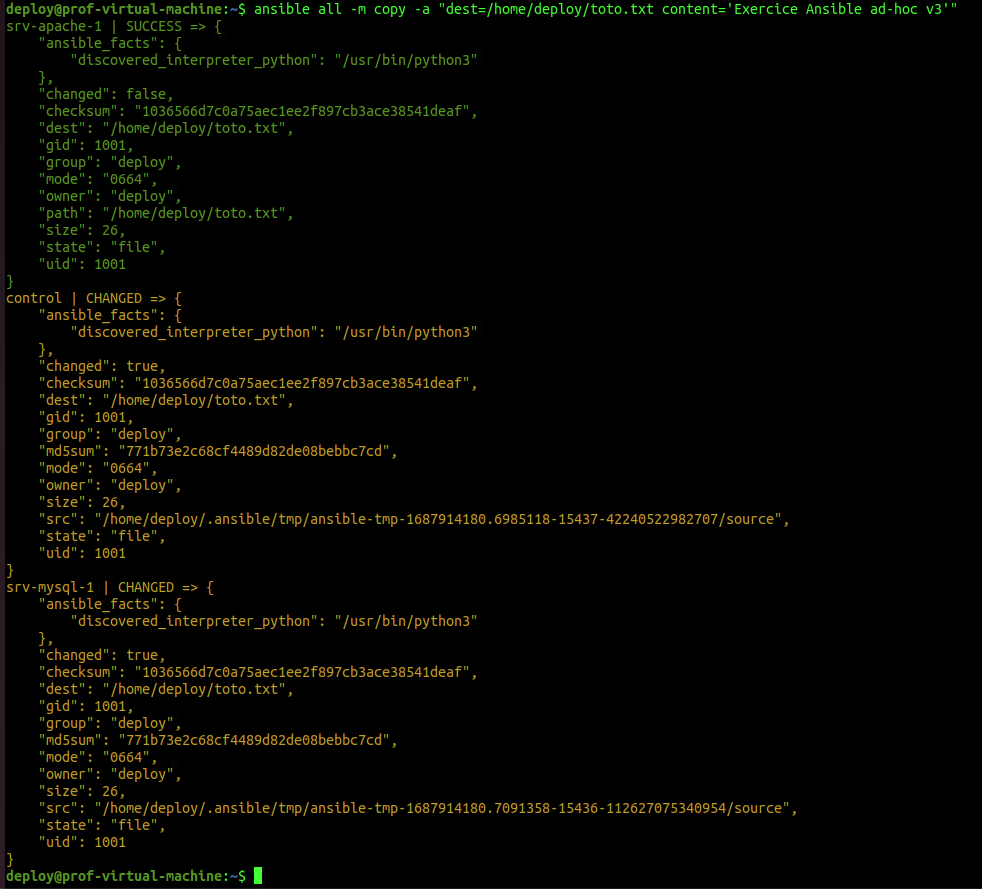 deploy@prof-virtual-machine:~$ ansible all -m copy -a "dest=/home/deploy/toto.txt content='Exercice Ansible ad-hoc v3'"
srv-apache-1 | SUCCESS => {
    "ansible_facts": {
        "discovered_interpreter_python": "/usr/bin/python3"
    },
    "changed": false,
    "checksum": "1036566d7c0a75aec1ee2f897cb3ace38541deaf",
    "dest": "/home/deploy/toto.txt",
    "gid": 1001,
    "group": "deploy",
    "mode": "0664",
    "owner": "deploy",
    "path": "/home/deploy/toto.txt",
    "size": 26,
    "state": "file",
    "uid": 1001
}
control | CHANGED => {
    "ansible_facts": {
        "discovered_interpreter_python": "/usr/bin/python3"
    },
    "changed": true,
    "checksum": "1036566d7c0a75aec1ee2f897cb3ace38541deaf",
    "dest": "/home/deploy/toto.txt",
    "gid": 1001,
    "group": "deploy",
    "md5sum": "771b73e2c68cf4489d82de08bebbc7cd",
    "mode": "0664",
    "owner": "deploy",
    "size": 26,
    "src": "/home/deploy/.ansible/tmp/ansible-tmp-1687914180.6985118-15437-42240522982707/source",
    "state": "file",
    "uid": 1001
}
srv-mysql-1 | CHANGED => {
    "ansible_facts": {
        "discovered_interpreter_python": "/usr/bin/python3"
    },
    "changed": true,
    "checksum": "1036566d7c0a75aec1ee2f897cb3ace38541deaf",
    "dest": "/home/deploy/toto.txt",
    "gid": 1001,
    "group": "deploy",
    "md5sum": "771b73e2c68cf4489d82de08bebbc7cd",
    "mode": "0664",
    "owner": "deploy",
    "size": 26,
    "src": "/home/deploy/.ansible/tmp/ansible-tmp-1687914180.7091358-15436-112627075340954/source",
    "state": "file",
    "uid": 1001
}
deploy@prof-virtual-machine:~$